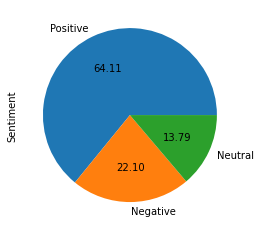 Positive
64.11
Sentiment
13.79
Neutral
22.10
Negative